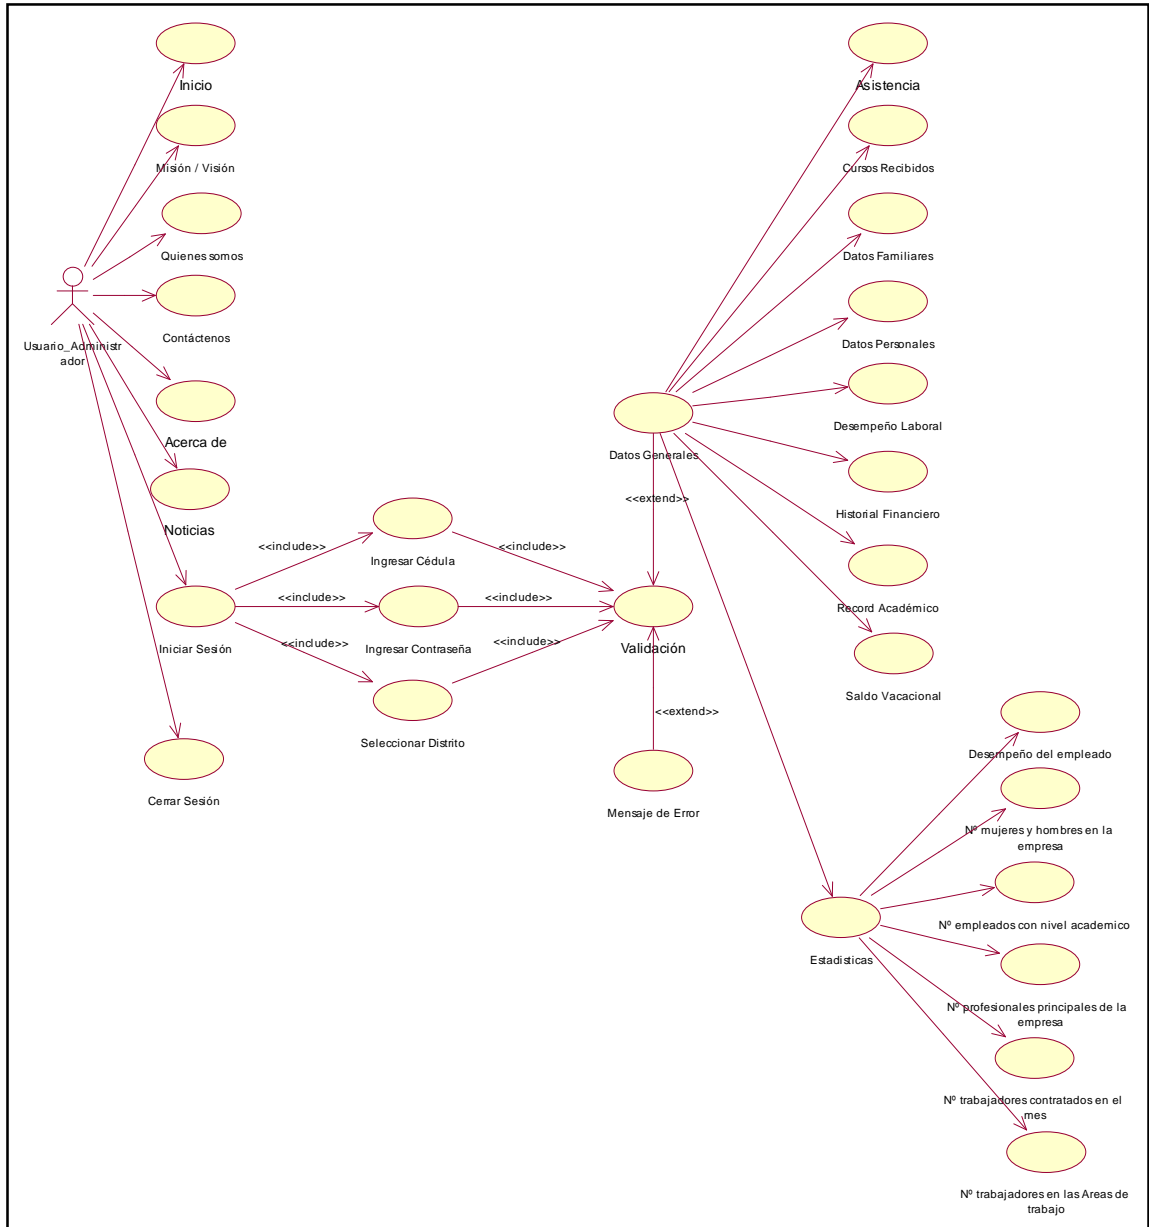 Inicio
Misión / Visión
Quienes somos
Contáctenos
Usuario_Administr
ador
Acerca de
Noticias
Iniciar Sesión
Cerrar Sesión
<<include>>
<<include>>
<<include>>
Ingresar Cédula
Ingresar Contraseña
Seleccionar Distrito
<<include>>
<<include>>
<<include>>
Datos Generales
<<extend>>
Validación
<<extend>>
Mensaje de Error
Asistencia
Cursos Recibidos
Datos Familiares
Datos Personales
Desempeño Laboral
Historial Financiero
Record Académico
Saldo Vacacional
Estadisticas
Desempeño del empleado
Nº mujeres y hombres en la
empresa
Nº empleados con nivel academico
Nº profesionales principales de la
empresa
Nº trabajadores contratados en el
mes
Nº trabajadores en las Areas de
trabajo